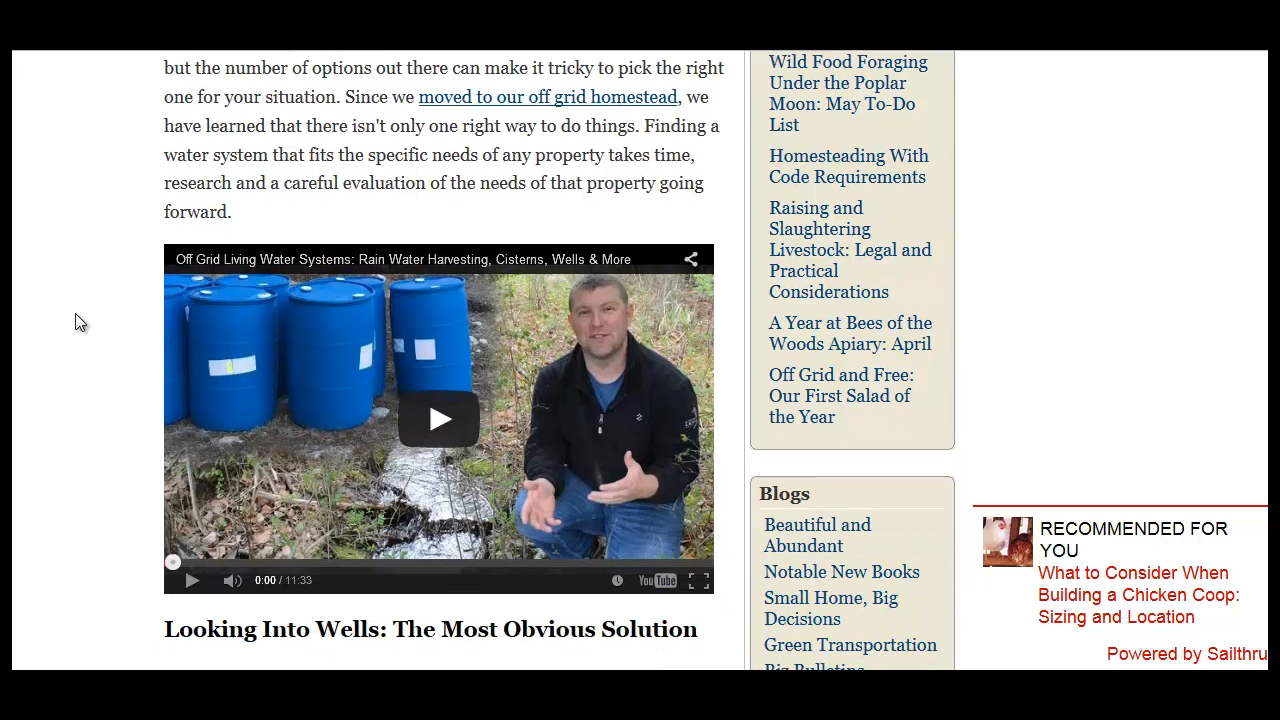 but the number of options out there can make it tricky to pick the right
one for your situation. Since we moved to our off grid homestead, we
have learned that there isn't only one right way to do things. Finding a
water system that fits the specific needs of any property takes time,
research and a careful evaluation of the needs of that property going
forward.
Off Grid Living Water Systems: Rain Water Harvesting, Cisterns, Wells & More
0:00 / 11:33
YouTube
Looking Into Wells: The Most Obvious Solution
Wild Food Foraging
Under the Poplar
Moon: May To-Do
List
Homesteading With
Code Requirements
Raising and
Slaughtering
Livestock: Legal and
Practical
Considerations
A Year at Bees of the
Woods Apiary: April
Off Grid and Free:
Our First Salad of
the Year
Blogs
Beautiful and
Abundant
Notable New Books
Small Home, Big
Decisions
Green Transportation
Biz Bulletins
RECOMMENDED FOR
YOU
What to Consider When
Building a Chicken Coop:
Sizing and Location
Powered by Sailthru